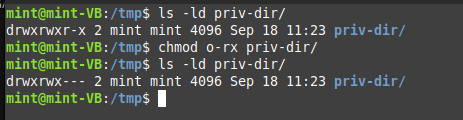 mint@mint-VB:/tmp$ ls -ld priv-dir/
drwxrwxr-x 2 mint mint 4096 Sep 18 11:23 priv-dir/
mint@mint-VB:/tmp$ chmod o-rx priv-dir/
mint@mint-VB:/tmp$ ls -ld priv-dir/
drwxrwx--- 2 mint mint 4096 Sep 18 11:23 priv-dir/
mint@mint-VB:/tmp$